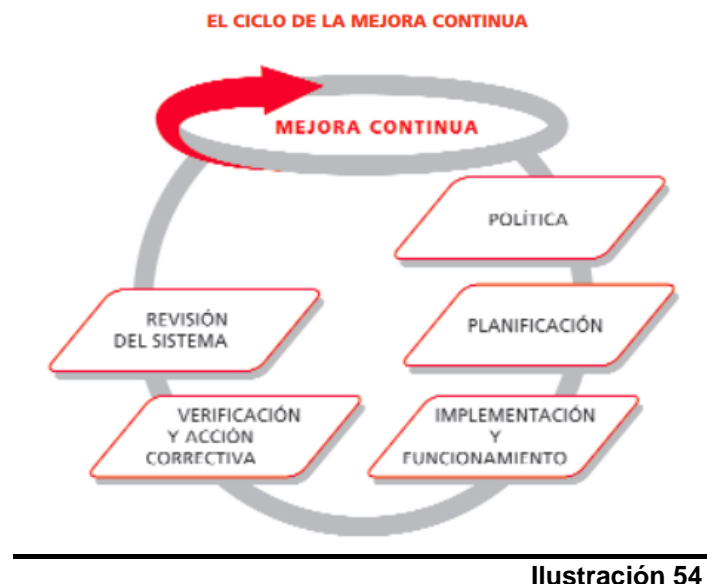 EL CICLO DE LA MEJORA CONTINUA
MEJORA CONTINUA
POLÍTICA
PLANIFICACIÓN
IMPLEMENTACIÓN
Y
FUNCIONAMIENTO
VERIFICACIÓN
Y ACCIÓN
CORRECTIVA
REVISIÓN
DEL SISTEMA
Ilustración 54